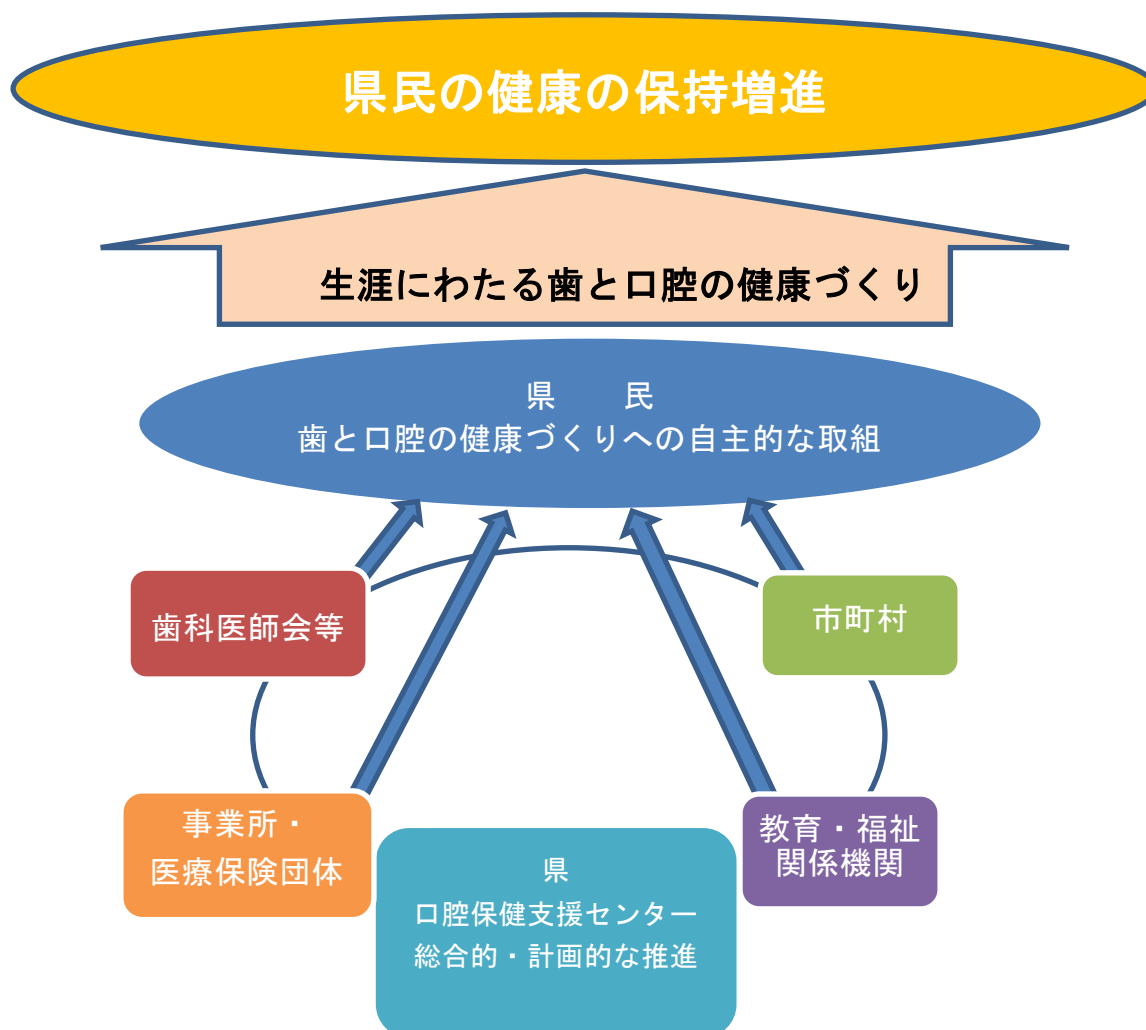 県民の健康の保持増進
生涯にわたる歯と口腔の健康づくり
県　　民
歯と口腔の健康づくりへの自主的な取組
歯科医師会等
市町村
事業所・
医療保険団体
教育・福祉
関係機関
県
口腔保健支援センター
総合的・計画的な推進